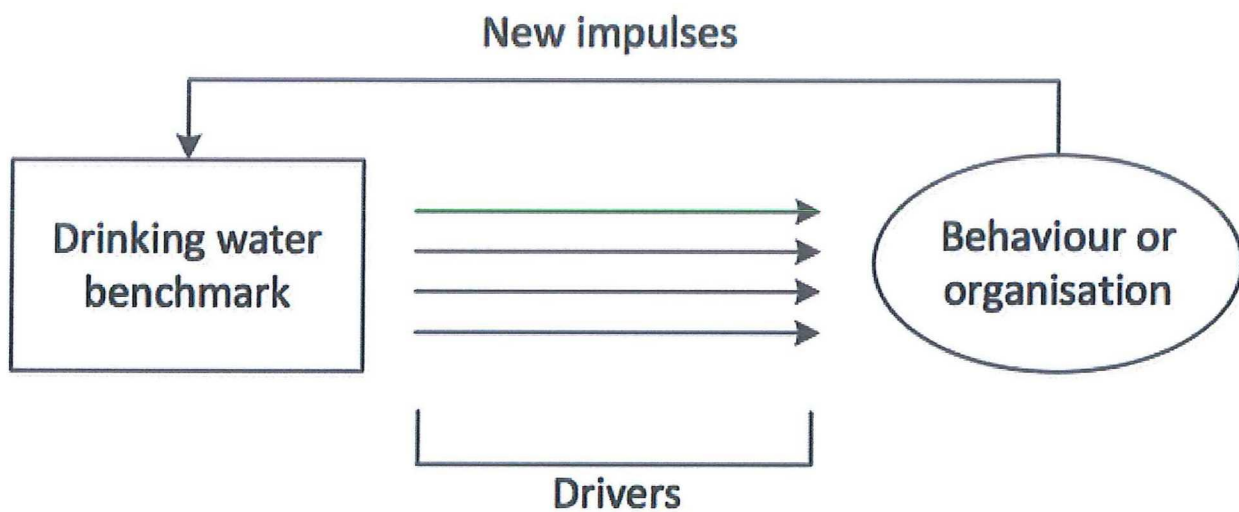 New impulses
Drinking water
benchmark
Behaviour or
organisation
Drivers